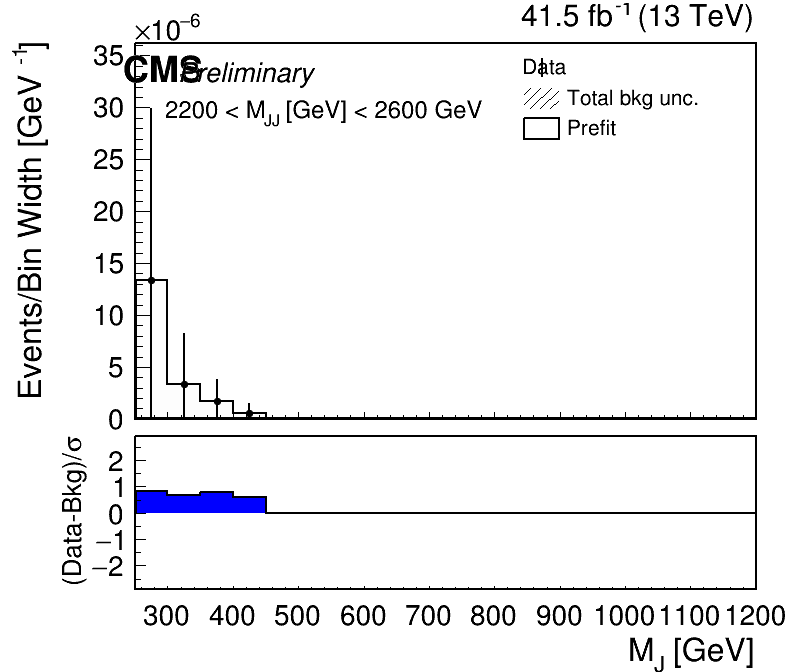 ×10⁻⁶
41.5 fb⁻¹ (13 TeV)
CMS Preliminary
2200 < M_JJ [GeV] < 2600 GeV
Data
Total bkg unc.
Prefit
Events/Bin Width [GeV⁻¹]
35
30
25
20
15
10
5
0
(Data-Bkg)/σ
2
1
0
−1
−2
300 400 500 600 700 800 900 1000 1100 1200
M_J [GeV]